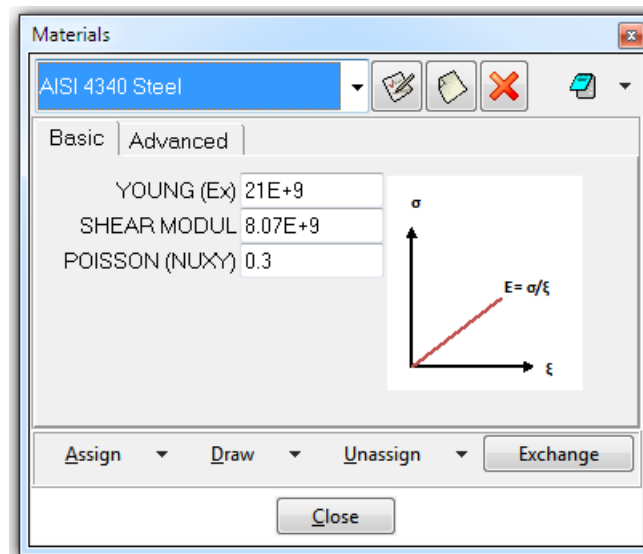 Materials
AISI 4340 Steel
Basic
Advanced
YOUNG (Ex) 21E+9
SHEAR MODUL 8.07E+9
POISSON (NUXY) 0.3
σ
E= σ/ξ
ξ
Assign
Draw
Unassign
Exchange
Close